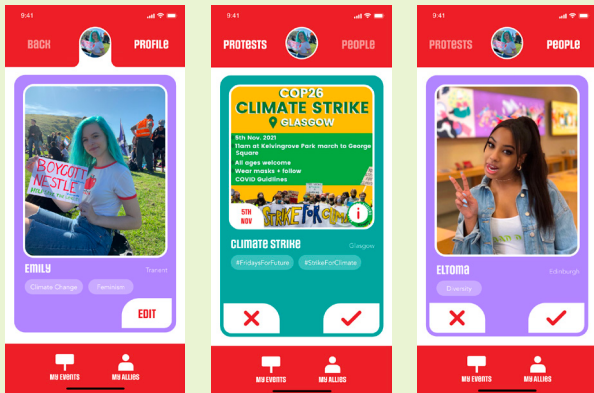 9:41
BACK
PROFILE
BOYCOTT
NESTLE
EMILY
Tranent
Climate Change
Feminism
EDIT
MY EVENTS
MY ALLIES
9:41
PROTESTS
PEOPLE
COP26
CLIMATE STRIKE
GLASGOW
5th Nov. 2021
11am at Kelvingrove Park march to George
Square
All ages welcome
Wear masks + follow
COVID Guidlines
STRIKE FOR
5TH
NOV
i
CLIMATE STRIKE
Glasgow
#FridaysForFuture
#StrikeForClimate
MY EVENTS
MY ALLIES
9:41
PROTESTS
PEOPLE
ELTOMA
Edinburgh
Diversity
MY EVENTS
MY ALLIES